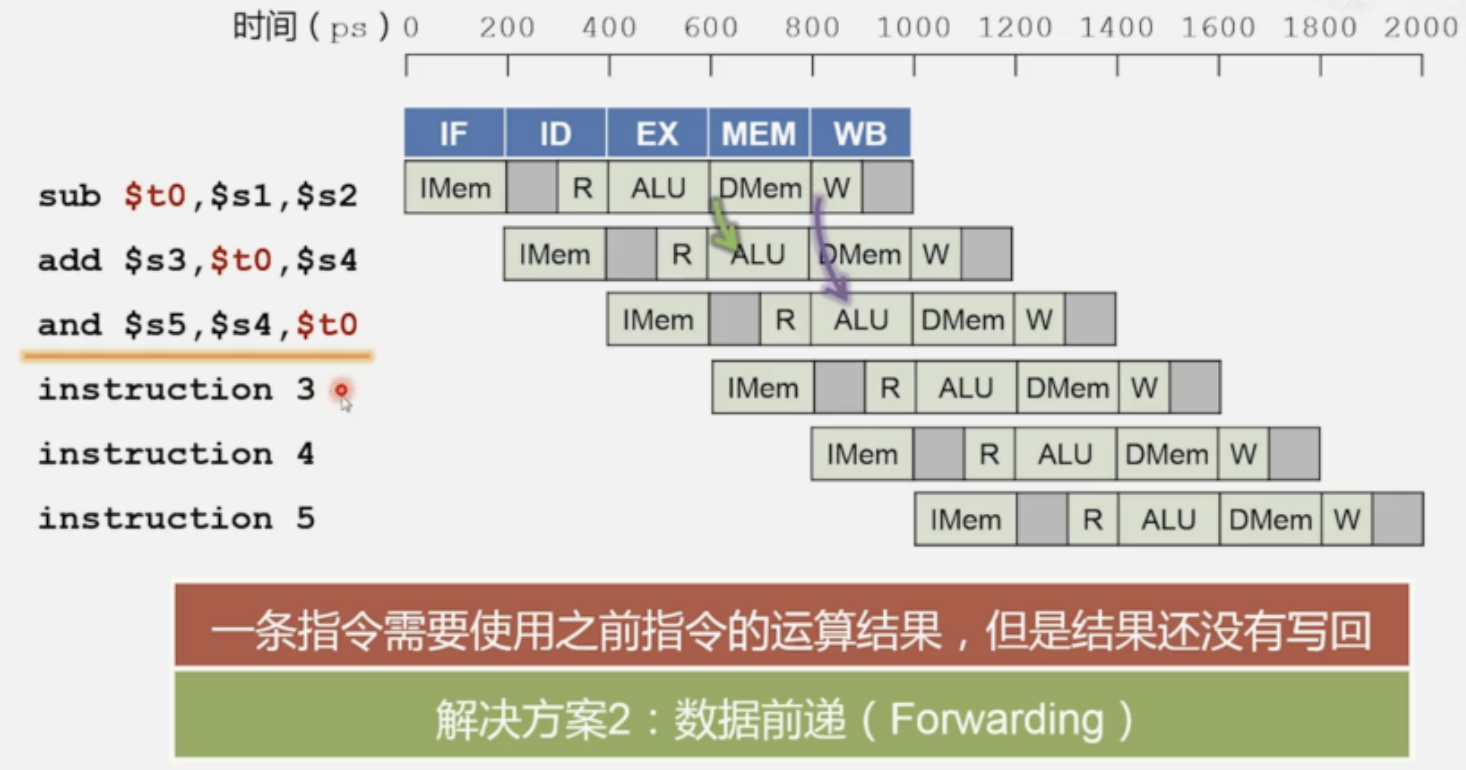 时间（ps）0 200 400 600 800 1000 1200 1400 1600 1800 2000
IF ID EX MEM WB
sub $t0,$s1,$s2 IMem R ALU DMem W
add $s3,$t0,$s4 IMem R ALU DMem W
and $s5,$s4,$t0 IMem R ALU DMem W
instruction 3 IMem R ALU DMem W
instruction 4 IMem R ALU DMem W
instruction 5 IMem R ALU DMem W
一条指令需要使用之前指令的运算结果，但是结果还没有写回
解决方案2：数据前递（Forwarding）